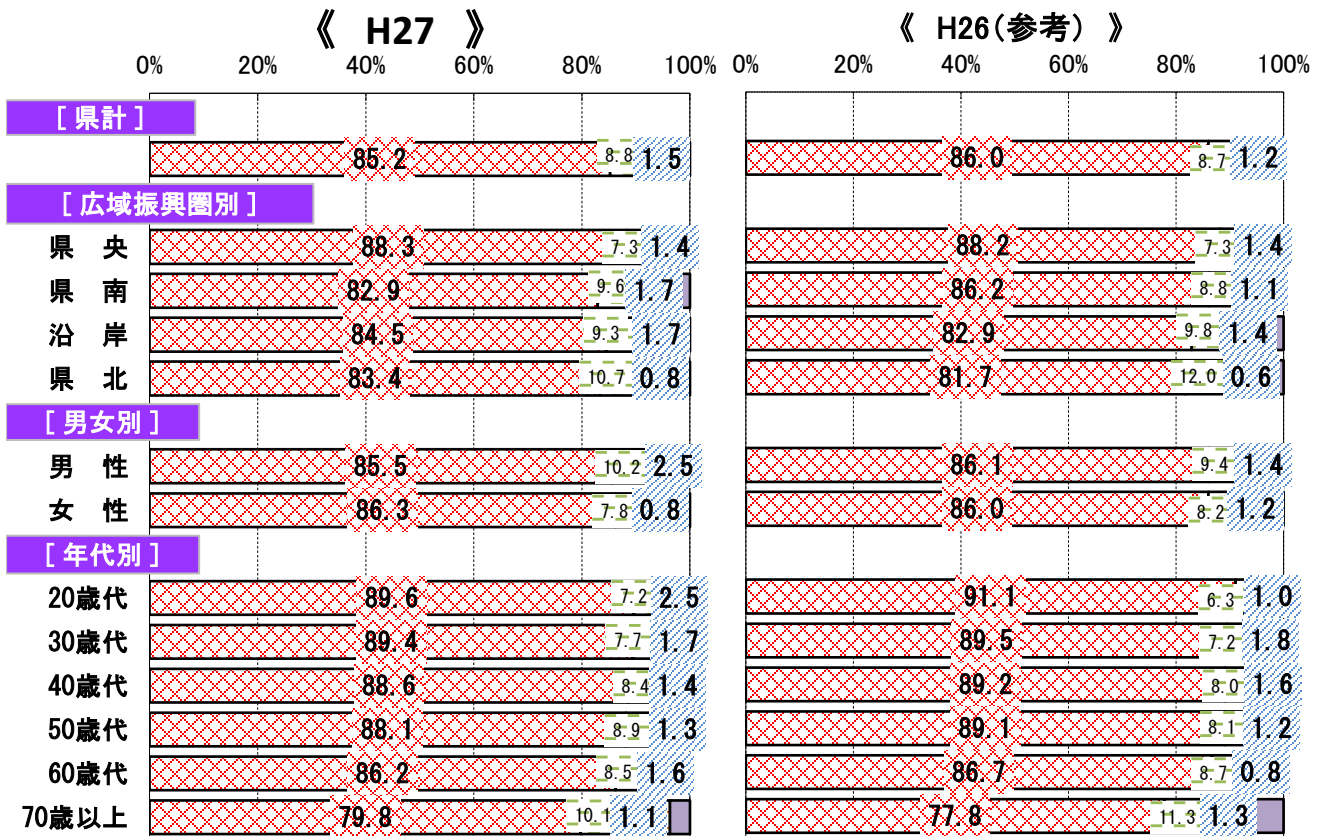 《 H27 》
《 H26(参考) 》
0% 20% 40% 60% 80% 100%
0% 20% 40% 60% 80% 100%
[ 県計 ]
85.2 8.8 1.5 86.0 8.7 1.2
[ 広域振興圏別 ]
県 央 88.3 7.3 1.4 88.2 7.3 1.4
県 南 82.9 9.6 1.7 86.2 8.8 1.1
沿 岸 84.5 9.3 1.7 82.9 9.8 1.4
県 北 83.4 10.7 0.8 81.7 12.0 0.6
[ 男女別 ]
男 性 85.5 10.2 2.5 86.1 9.4 1.4
女 性 86.3 7.8 0.8 86.0 8.2 1.2
[ 年代別 ]
20歳代 89.6 7.2 2.5 91.1 6.3 1.0
30歳代 89.4 7.7 1.7 89.5 7.2 1.8
40歳代 88.6 8.4 1.4 89.2 8.0 1.6
50歳代 88.1 8.9 1.3 89.1 8.1 1.2
60歳代 86.2 8.5 1.6 86.7 8.7 0.8
70歳以上 79.8 10.1 1.1 77.8 11.3 1.3